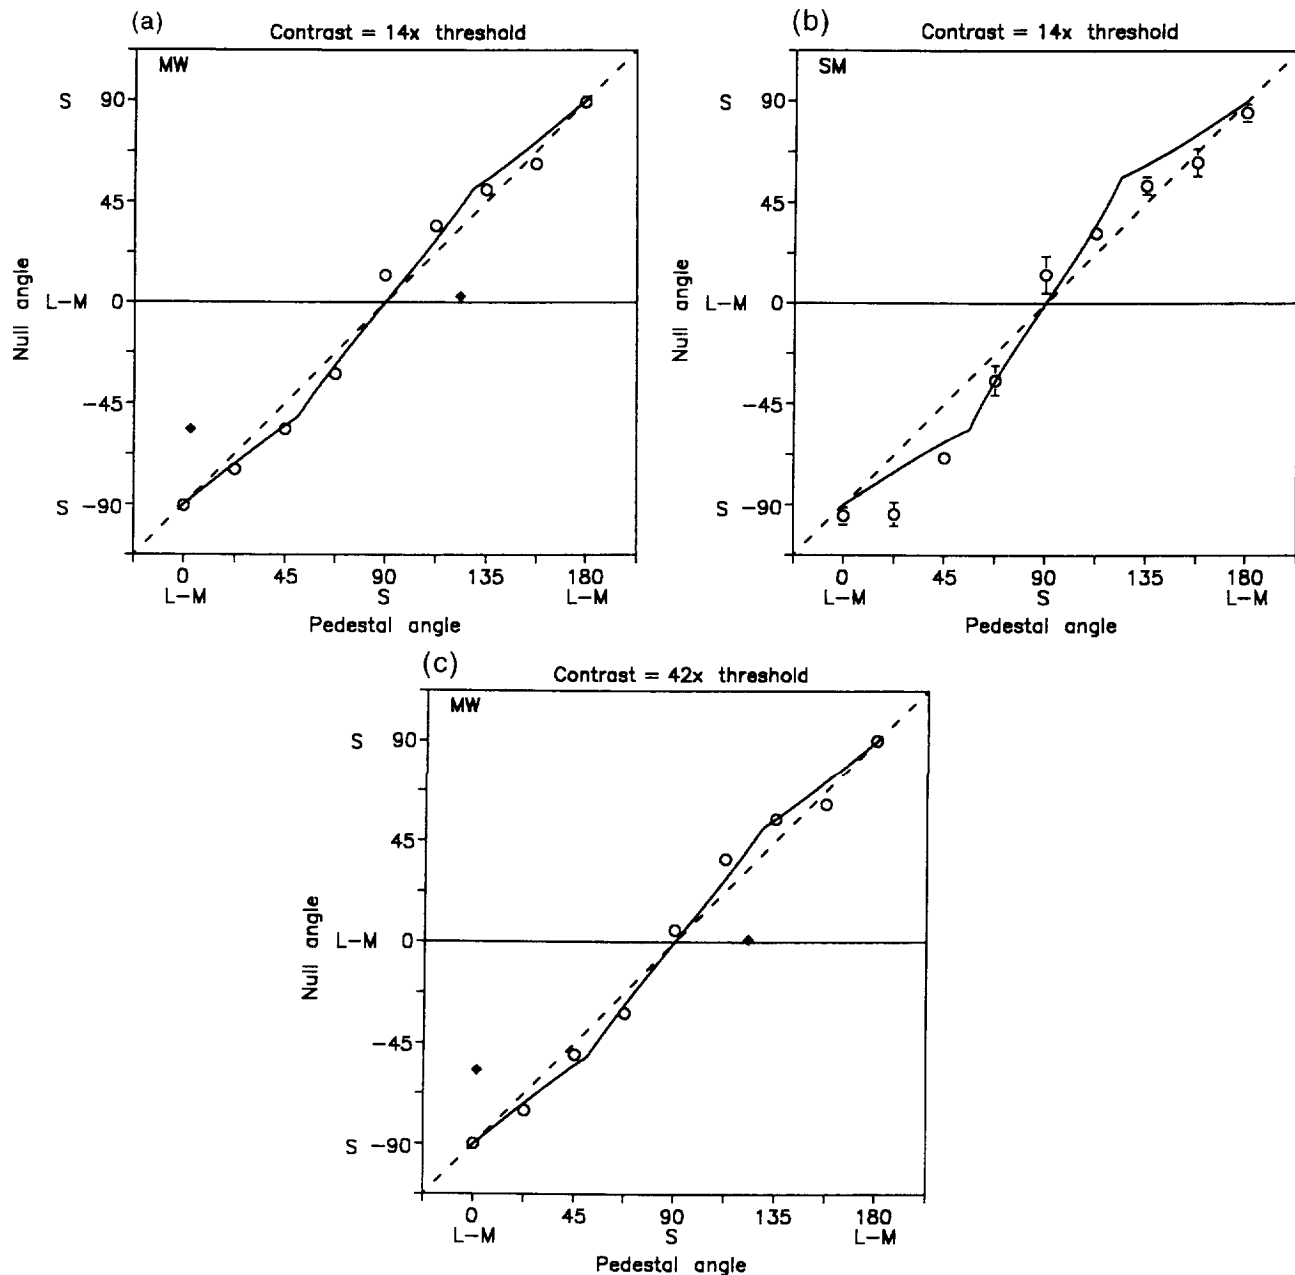 (a)
Contrast = 14x threshold
MW
S 90
45
L–M 0
-45
S -90
Null angle
0 45 90 135 180
L–M S L–M
Pedestal angle
(b)
Contrast = 14x threshold
SM
S 90
45
L–M 0
-45
S -90
Null angle
0 45 90 135 180
L–M S L–M
Pedestal angle
(c)
Contrast = 42x threshold
MW
S 90
45
L–M 0
-45
S -90
Null angle
0 45 90 135 180
L–M S L–M
Pedestal angle